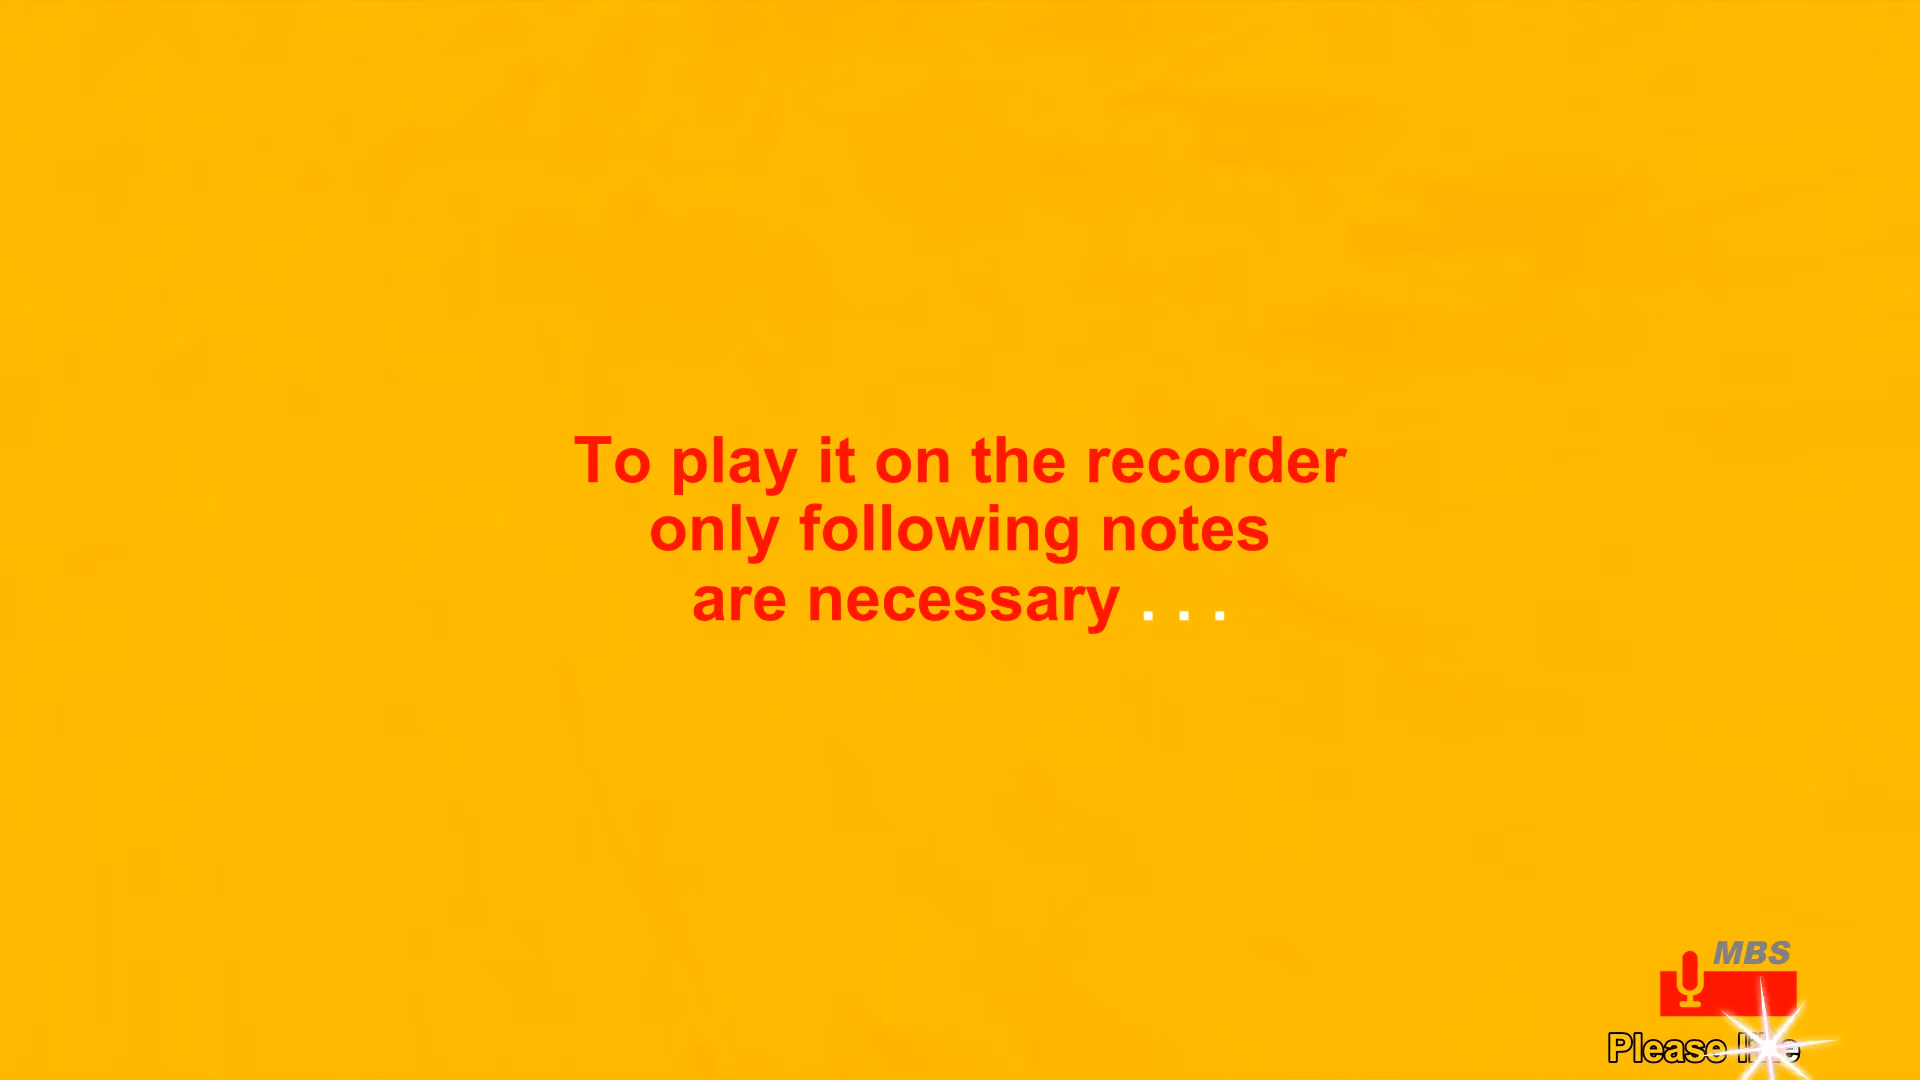 To play it on the recorder
only following notes
are necessary . . .
MBS
Please